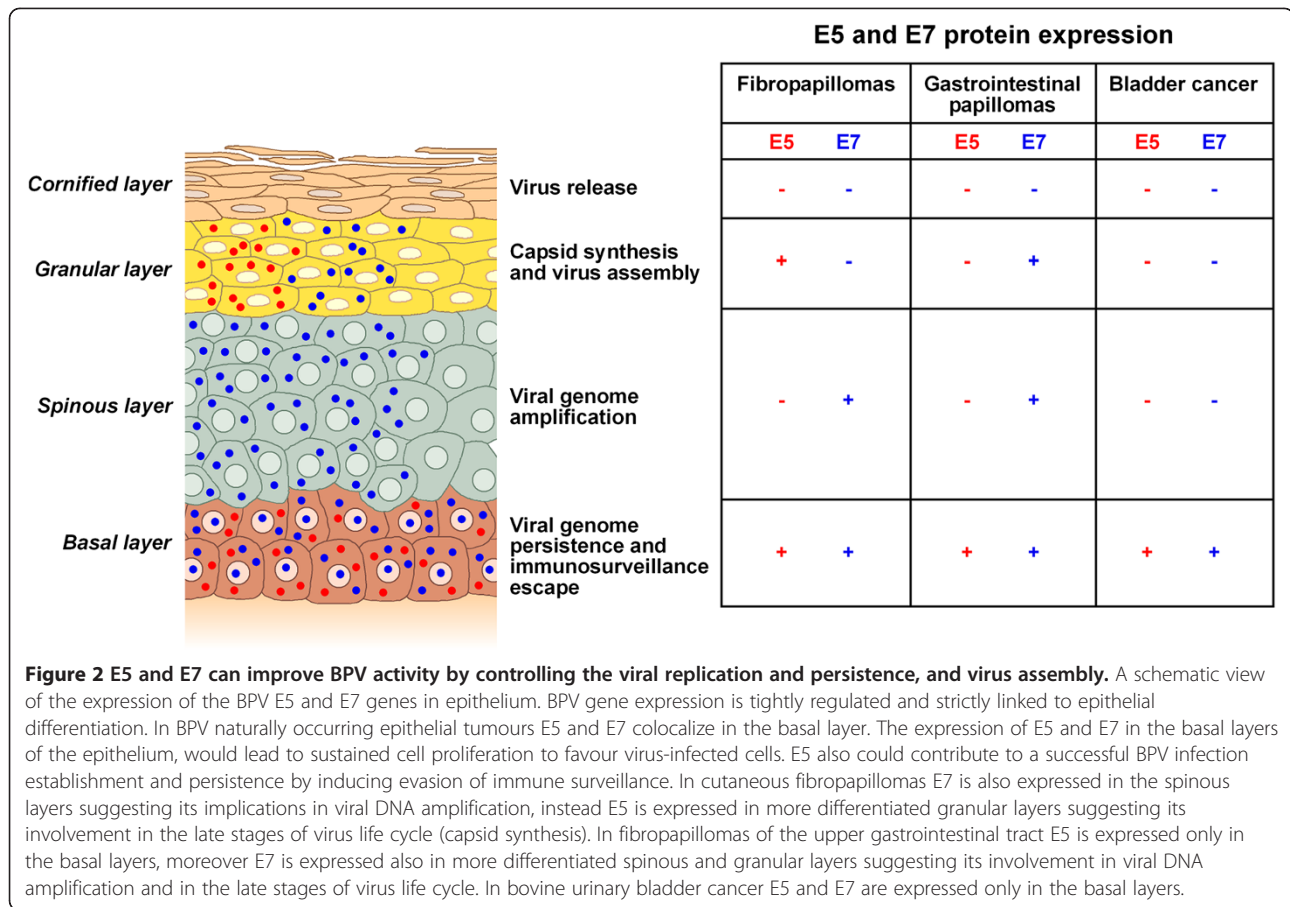 E5 and E7 protein expression
Fibropapillomas
Gastrointestinal
papillomas
Bladder cancer
E5 E7 E5 E7 E5 E7
Cornified layer
Virus release
- - - - - -
Granular layer
Capsid synthesis
and virus assembly
+ - - + - -
Spinous layer
Viral genome
amplification
- + - + - -
Basal layer
Viral genome
persistence and
immunosurveillance
escape
+ + + + + +
Figure 2 E5 and E7 can improve BPV activity by controlling the viral replication and persistence, and virus assembly. A schematic view
of the expression of the BPV E5 and E7 genes in epithelium. BPV gene expression is tightly regulated and strictly linked to epithelial
differentiation. In BPV naturally occurring epithelial tumours E5 and E7 colocalize in the basal layer. The expression of E5 and E7 in the basal layers
of the epithelium, would lead to sustained cell proliferation to favour virus-infected cells. E5 also could contribute to a successful BPV infection
establishment and persistence by inducing evasion of immune surveillance. In cutaneous fibropapillomas E7 is also expressed in the spinous
layers suggesting its implications in viral DNA amplification, instead E5 is expressed in more differentiated granular layers suggesting its
involvement in the late stages of virus life cycle (capsid synthesis). In fibropapillomas of the upper gastrointestinal tract E5 is expressed only in
the basal layers, moreover E7 is expressed also in more differentiated spinous and granular layers suggesting its involvement in viral DNA
amplification and in the late stages of virus life cycle. In bovine urinary bladder cancer E5 and E7 are expressed only in the basal layers.